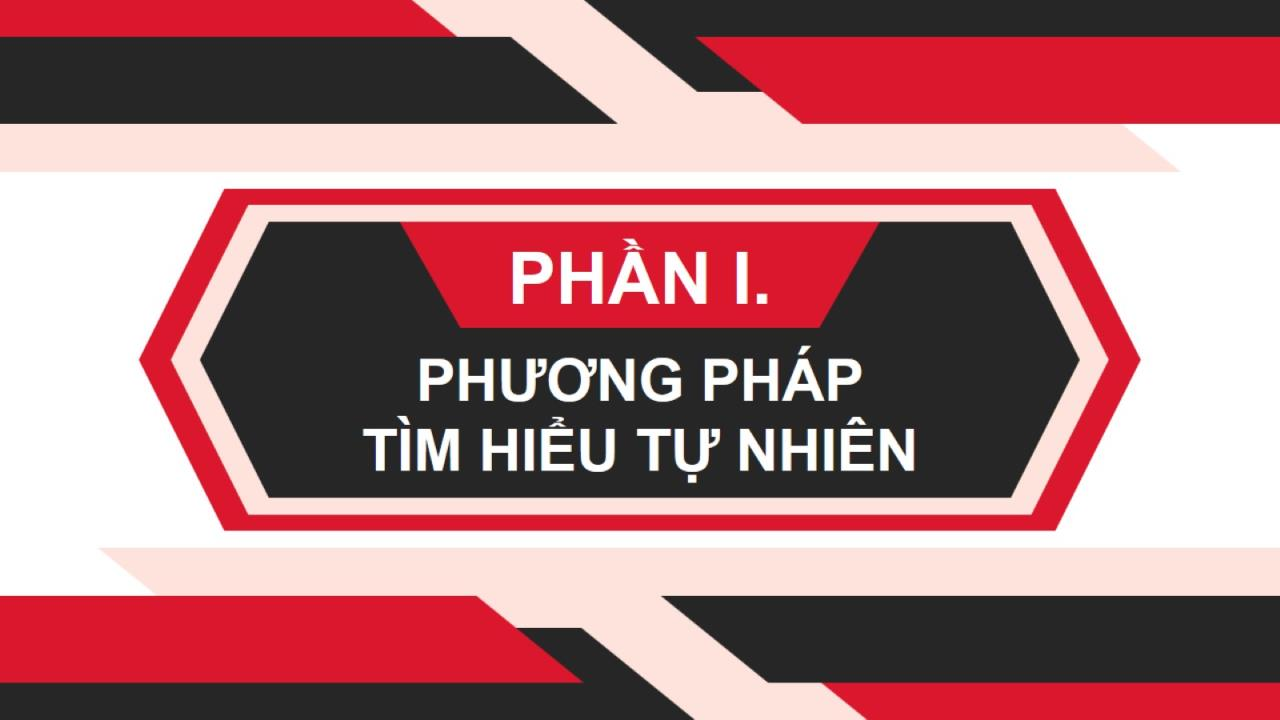 PHẦN I.
PHƯƠNG PHÁP
TÌM HIỂU TỰ NHIÊN